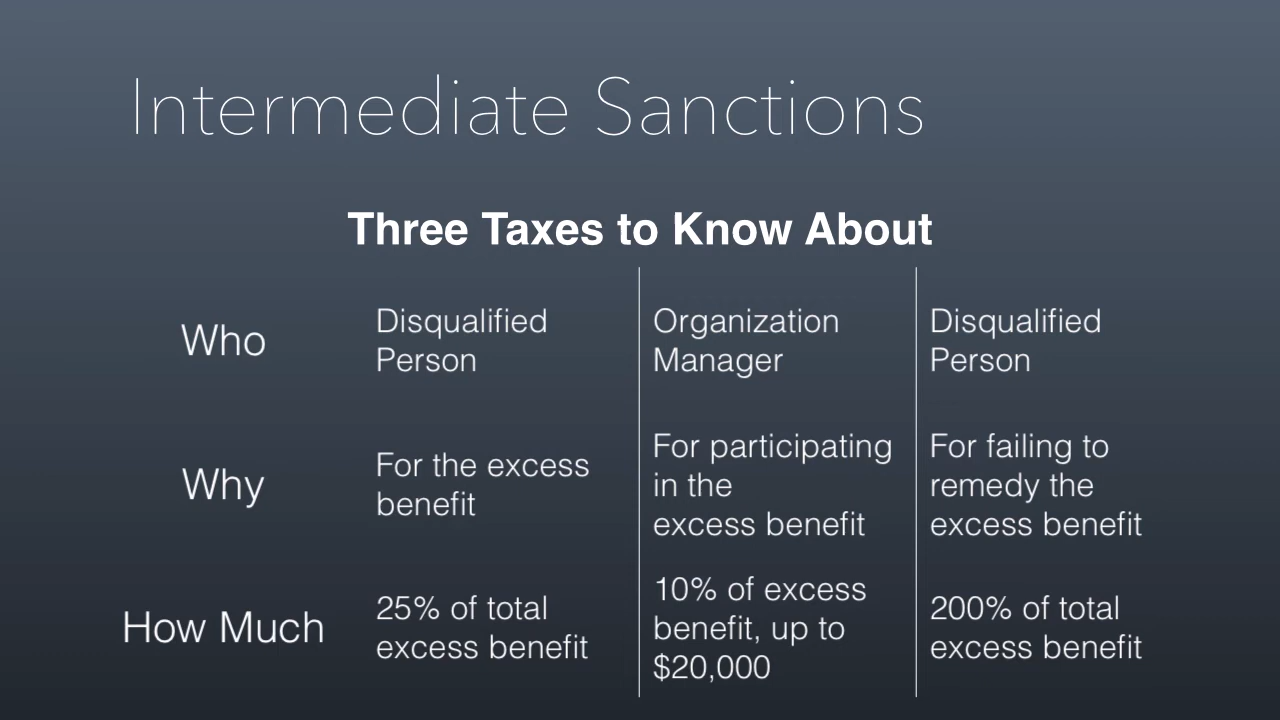 Intermediate Sanctions
Three Taxes to Know About
Who
Disqualified
Person
Organization
Manager
Disqualified
Person
Why
For the excess
benefit
For participating
in the
excess benefit
For failing to
remedy the
excess benefit
How Much
25% of total
excess benefit
10% of excess
benefit, up to
$20,000
200% of total
excess benefit